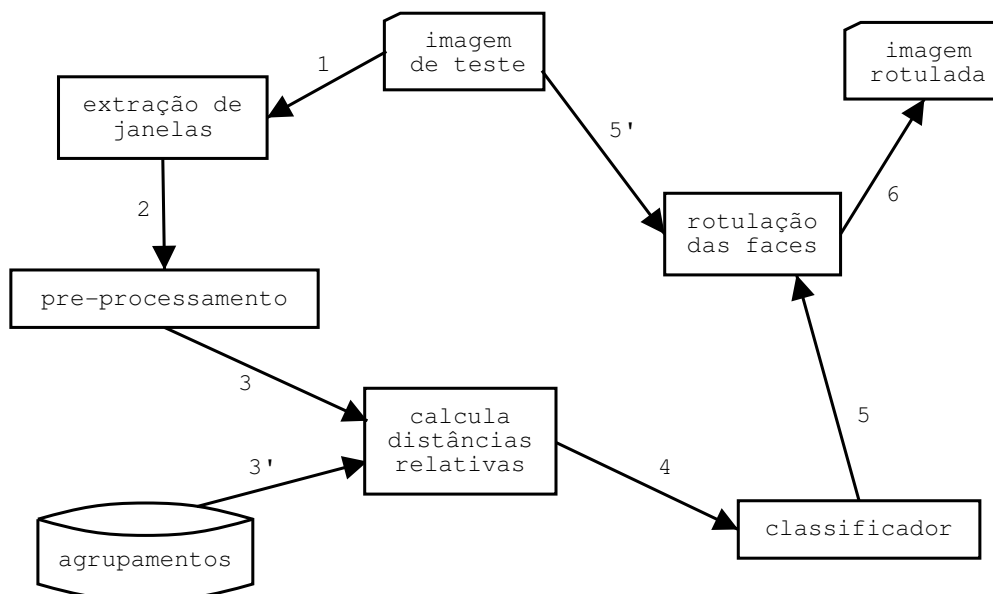 imagem
de teste
imagem
rotulada
1
extração de
janelas
5'
2
rotulação
das faces
6
pre-processamento
3
calcula
distâncias
relativas
3'
4
5
agrupamentos
classificador